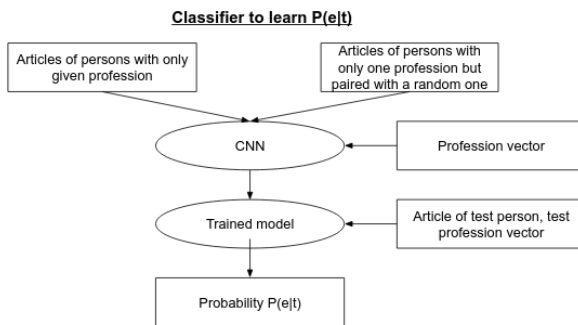 Classifier to learn P(e|t)
Articles of persons with only
given profession
Articles of persons with
only one profession but
paired with a random one
CNN
Profession vector
Trained model
Article of test person, test
profession vector
Probability P(e|t)